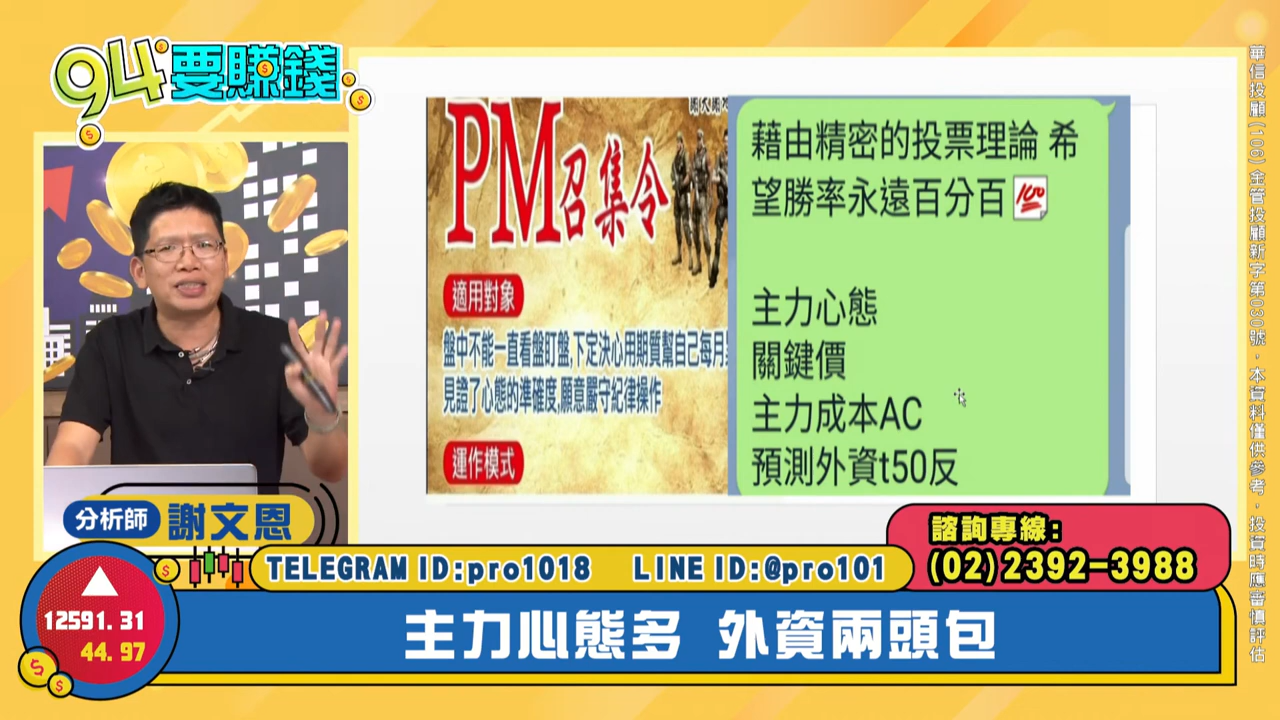 94要賺錢
PM召集令
適用對象
盤中不能一直看盤盯盤,下定決心用期質幫自己每月
見證了心態的準確度,願意嚴守紀律操作
運作模式
藉由精密的投票理論 希
望勝率永遠百分百💯
主力心態
關鍵價
主力成本AC
預測外資t50反
華信投顧(106)金管投顧新字第030號,本資料僅供參考,投資時應審慎評估
分析師 謝文恩
諮詢專線:
(02)2392-3988
TELEGRAM ID:pro1018 LINE ID:@pro101
12591.31
44.97
主力心態多 外資兩頭包